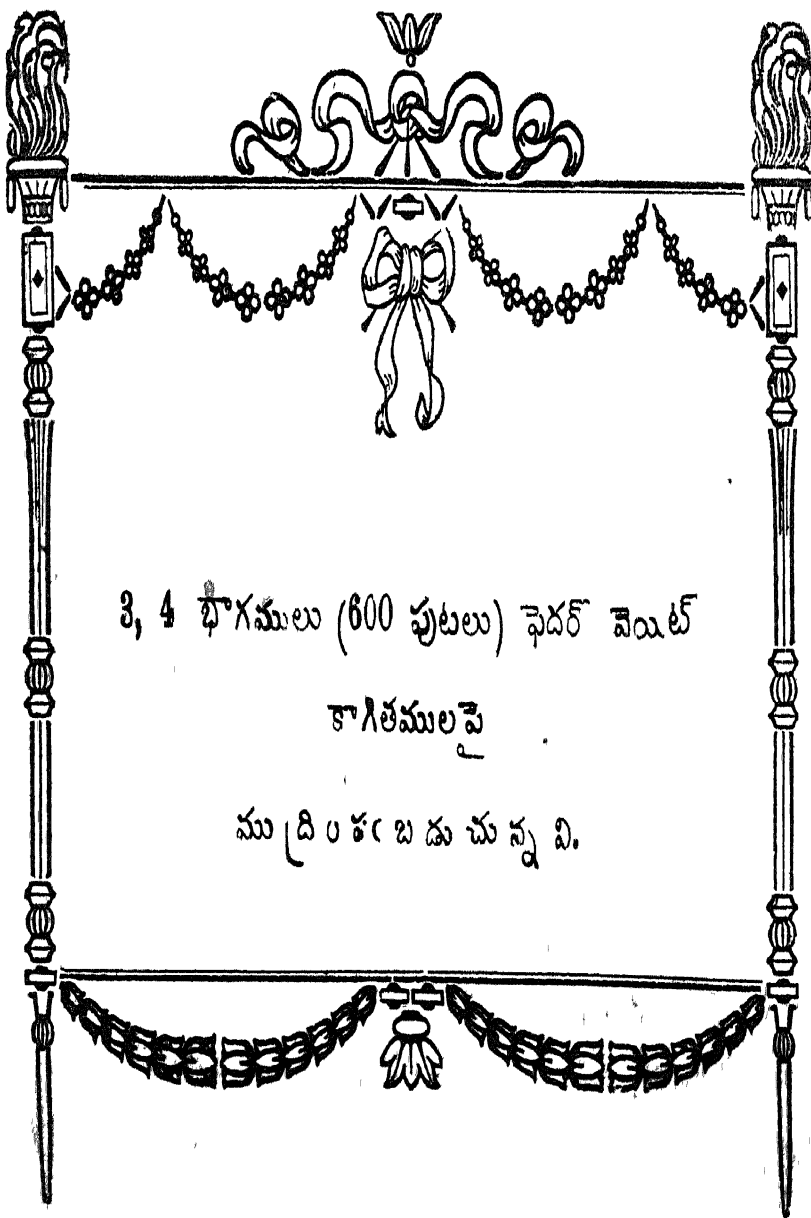 3, 4 భాగములు (600 పుటలు) ఫెదర్ వెయిట్
కాగితములపై
ముద్రింపఁబడుచున్నవి.